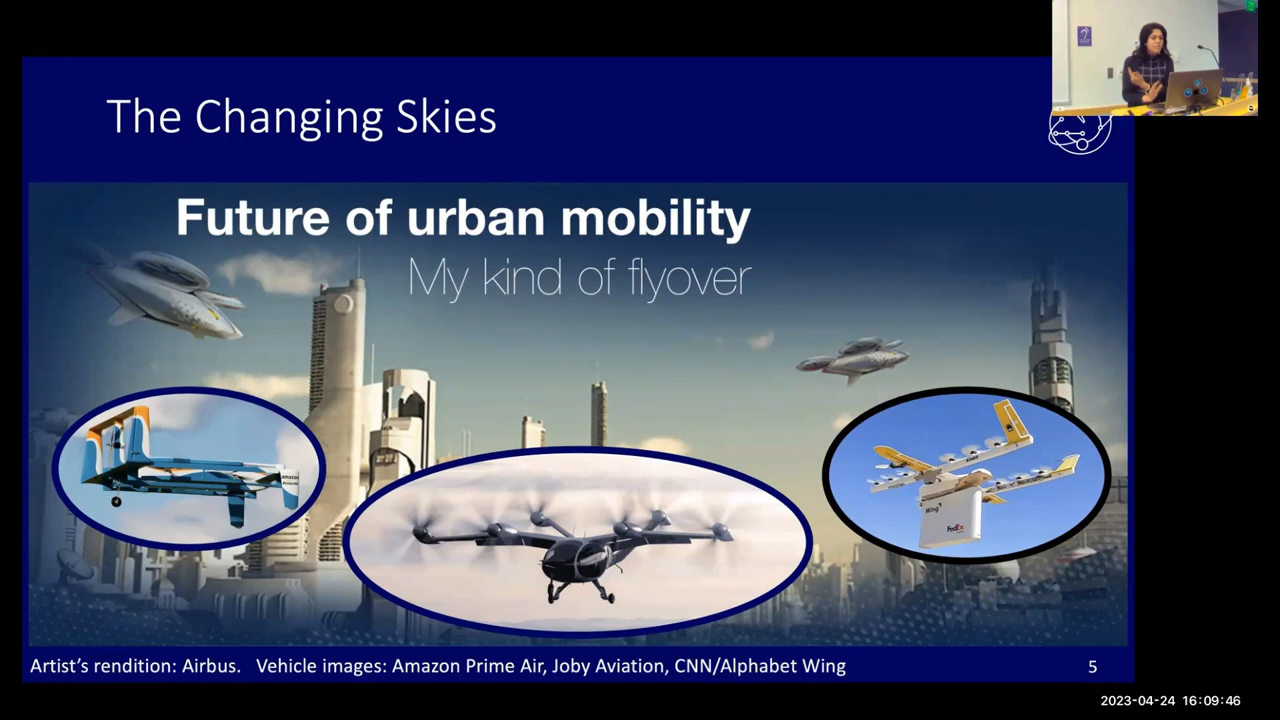 The Changing Skies
Future of urban mobility
My kind of flyover
amazon
Wing
FedEx
Artist's rendition: Airbus.   Vehicle images: Amazon Prime Air, Joby Aviation, CNN/Alphabet Wing
5
2023-04-24 16:09:46